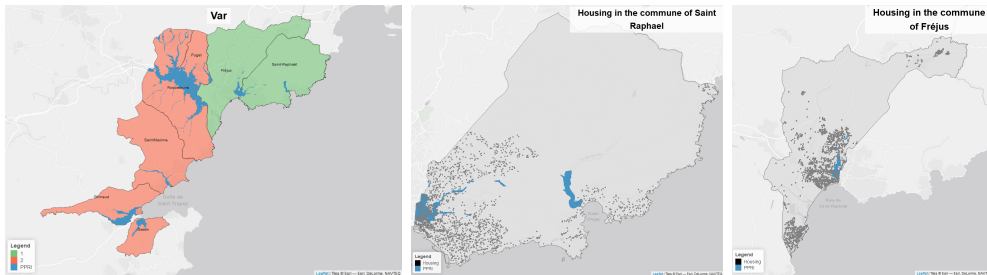 Var
Puget
Fréjus
Saint-Raphaël
Roquebrune
Sainte-Maxime
Grimaud
Golfe de
Saint-Tropez
Gassin
Legend
1
2
PPRI
Leaflet | Tiles © Esri — Esri, DeLorme, NAVTEQ
Housing in the commune of Saint
Raphael
Legend
Housing
PPRI
Leaflet | Tiles © Esri — Esri, DeLorme, NAVTEQ
Housing in the commune
of Fréjus
Legend
Housing
PPRI
Leaflet | Tiles © Esri — Esri, DeLorme, NAVTEQ